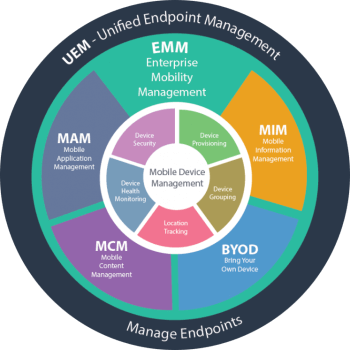 UEM - Unified Endpoint Management
EMM
Enterprise
Mobility
Management
MAM
Mobile
Application
Management
MIM
Mobile
Information
Management
Device
Security
Device
Provisioning
Mobile Device
Management
Device
Health
Monitoring
Device
Grouping
Location
Tracking
MCM
Mobile
Content
Management
BYOD
Bring Your
Own Device
Manage Endpoints